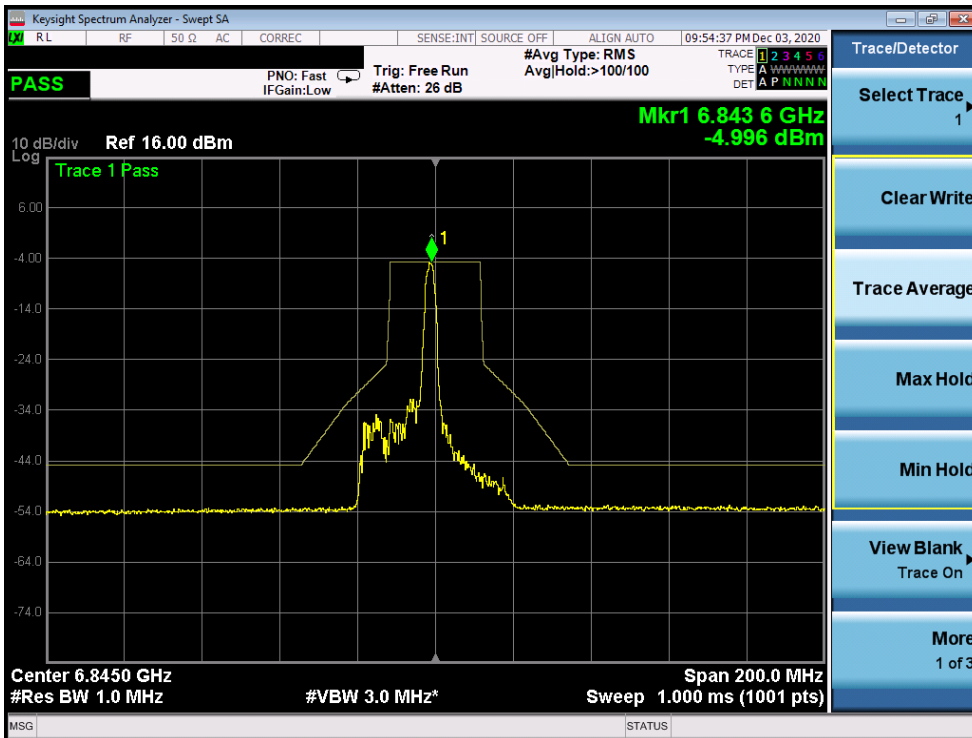 Keysight Spectrum Analyzer - Swept SA
LXI RL RF 50 Ω AC CORREC SENSE:INT SOURCE OFF ALIGN AUTO 09:54:37 PM Dec 03, 2020
PASS
PNO: Fast
IFGain:Low
Trig: Free Run
#Atten: 26 dB
#Avg Type: RMS
Avg|Hold:>100/100
TRACE 1 2 3 4 5 6
TYPE A WWWWW
DET A P N N N N
Mkr1 6.843 6 GHz
-4.996 dBm
10 dB/div Ref 16.00 dBm
Log
Trace 1 Pass
1
6.00
-4.00
-14.0
-24.0
-34.0
-44.0
-54.0
-64.0
-74.0
Center 6.8450 GHz Span 200.0 MHz
#Res BW 1.0 MHz #VBW 3.0 MHz* Sweep 1.000 ms (1001 pts)
MSG STATUS
Trace/Detector
Select Trace
1
Clear Write
Trace Average
Max Hold
Min Hold
View Blank
Trace On
More
1 of 3